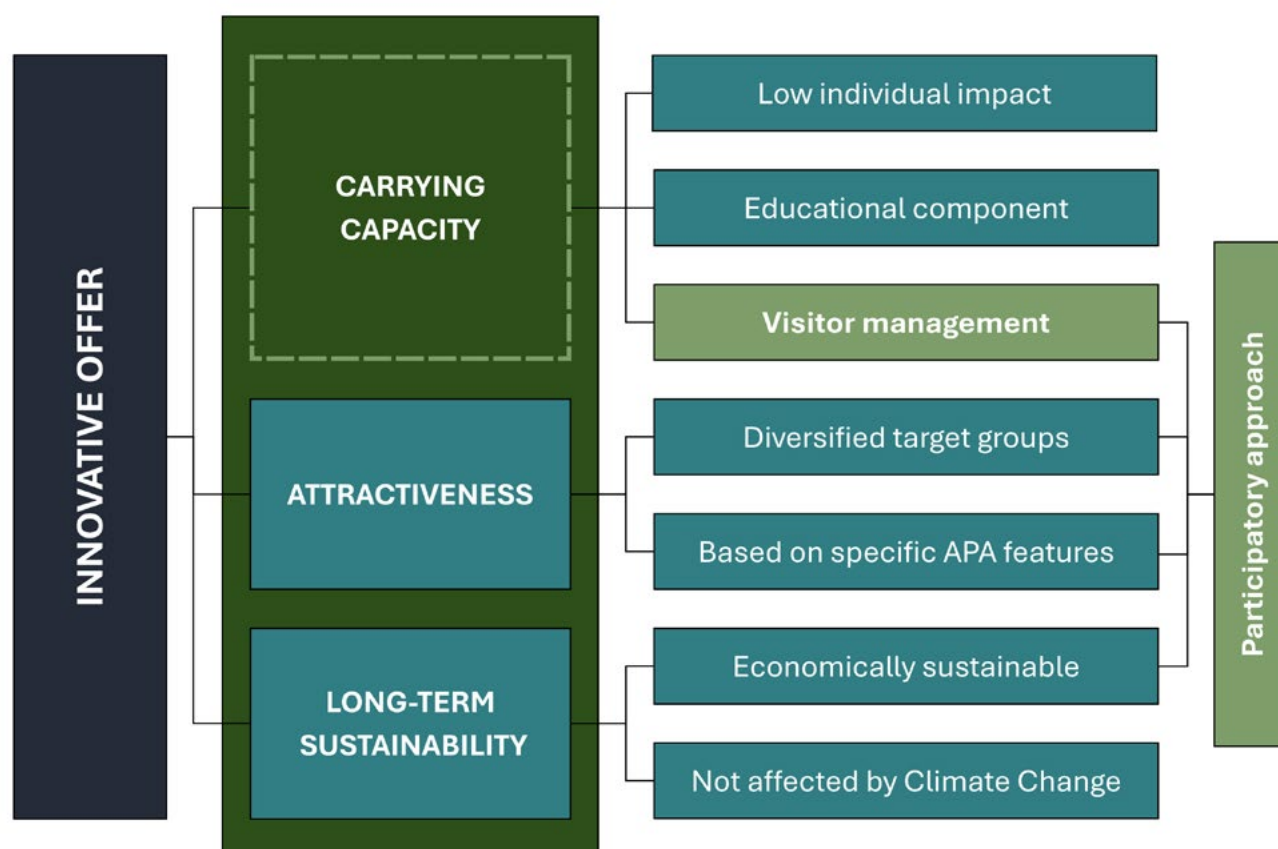 INNOVATIVE OFFER
CARRYING
CAPACITY
ATTRACTIVENESS
LONG-TERM
SUSTAINABILITY
Low individual impact
Educational component
Visitor management
Diversified target groups
Based on specific APA features
Economically sustainable
Not affected by Climate Change
Participatory approach